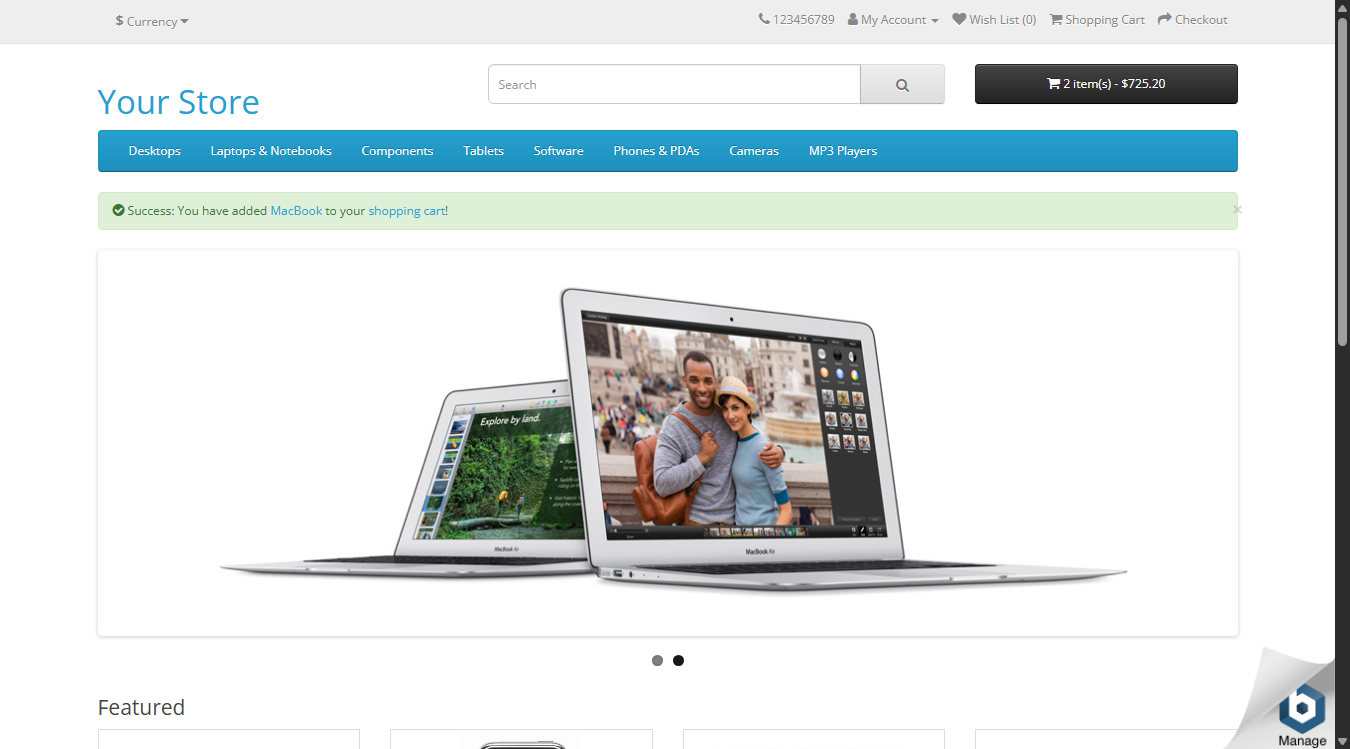 $ Currency
123456789 My Account Wish List (0) Shopping Cart Checkout
Your Store
Search
2 item(s) - $725.20
Desktops Laptops & Notebooks Components Tablets Software Phones & PDAs Cameras MP3 Players
Success: You have added MacBook to your shopping cart!
×
Explore by land.
MacBook Air
MacBook Air
Featured
Manage